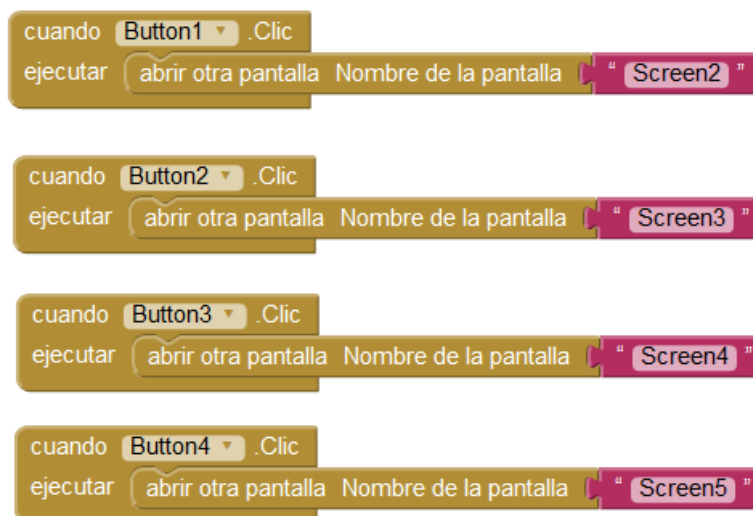 cuando Button1 .Clic
ejecutar abrir otra pantalla Nombre de la pantalla " Screen2 "
cuando Button2 .Clic
ejecutar abrir otra pantalla Nombre de la pantalla " Screen3 "
cuando Button3 .Clic
ejecutar abrir otra pantalla Nombre de la pantalla " Screen4 "
cuando Button4 .Clic
ejecutar abrir otra pantalla Nombre de la pantalla " Screen5 "